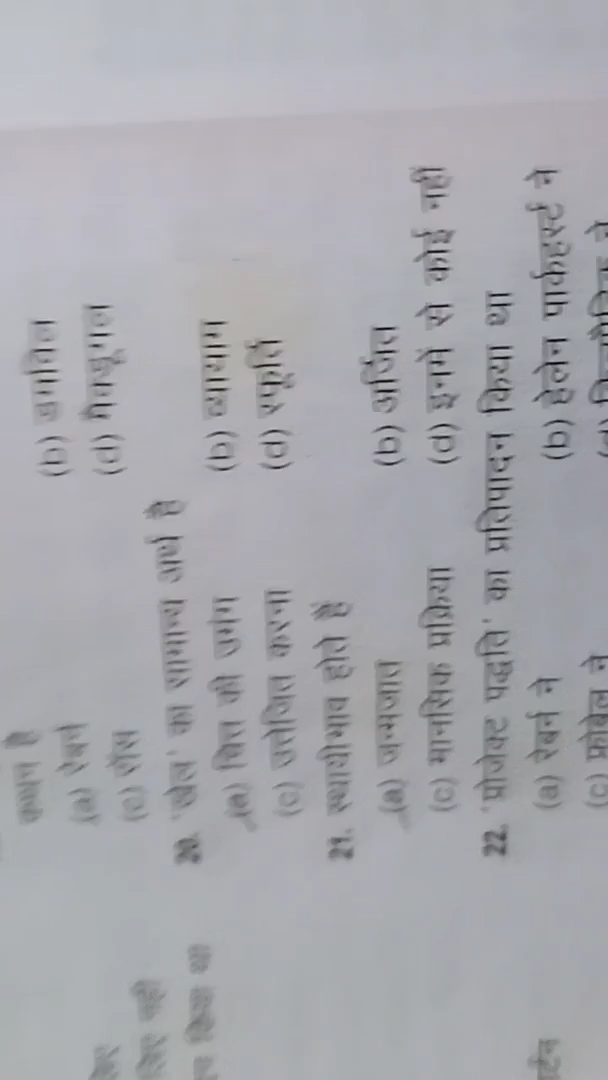 कथन है
(a) रेबर्न
(b) डमविल
(c) रॉस
(d) मैक्डूगल
20. 'खेल' का सामान्य अर्थ है
(a) चित्त की उमंग
(b) व्यायाम
(c) उत्तेजित करना
(d) स्फूर्ति
21. स्थायीभाव होते हैं
(a) जन्मजात
(b) अर्जित
(c) मानसिक प्रक्रिया
(d) इनमें से कोई नहीं
22. 'प्रोजेक्ट पद्धति' का प्रतिपादन किया था
(a) रेबर्न ने
(b) हेलेन पार्कहर्स्ट ने
(c) फ्रोबेल ने
(d)